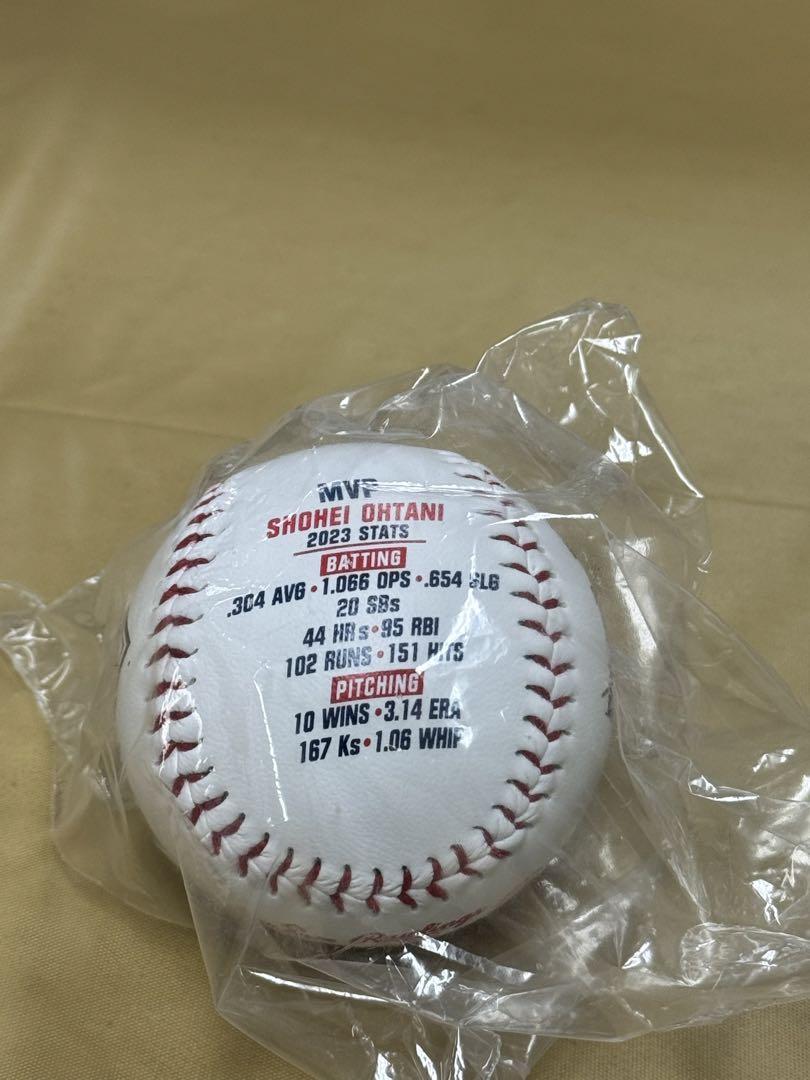 MVP
SHOHEI OHTANI
2023 STATS
BATTING
.304 AVG • 1.066 OPS • .654 SLG
20 SBs
44 HRs • 95 RBI
102 RUNS • 151 HITS
PITCHING
10 WINS • 3.14 ERA
167 Ks • 1.06 WHIP